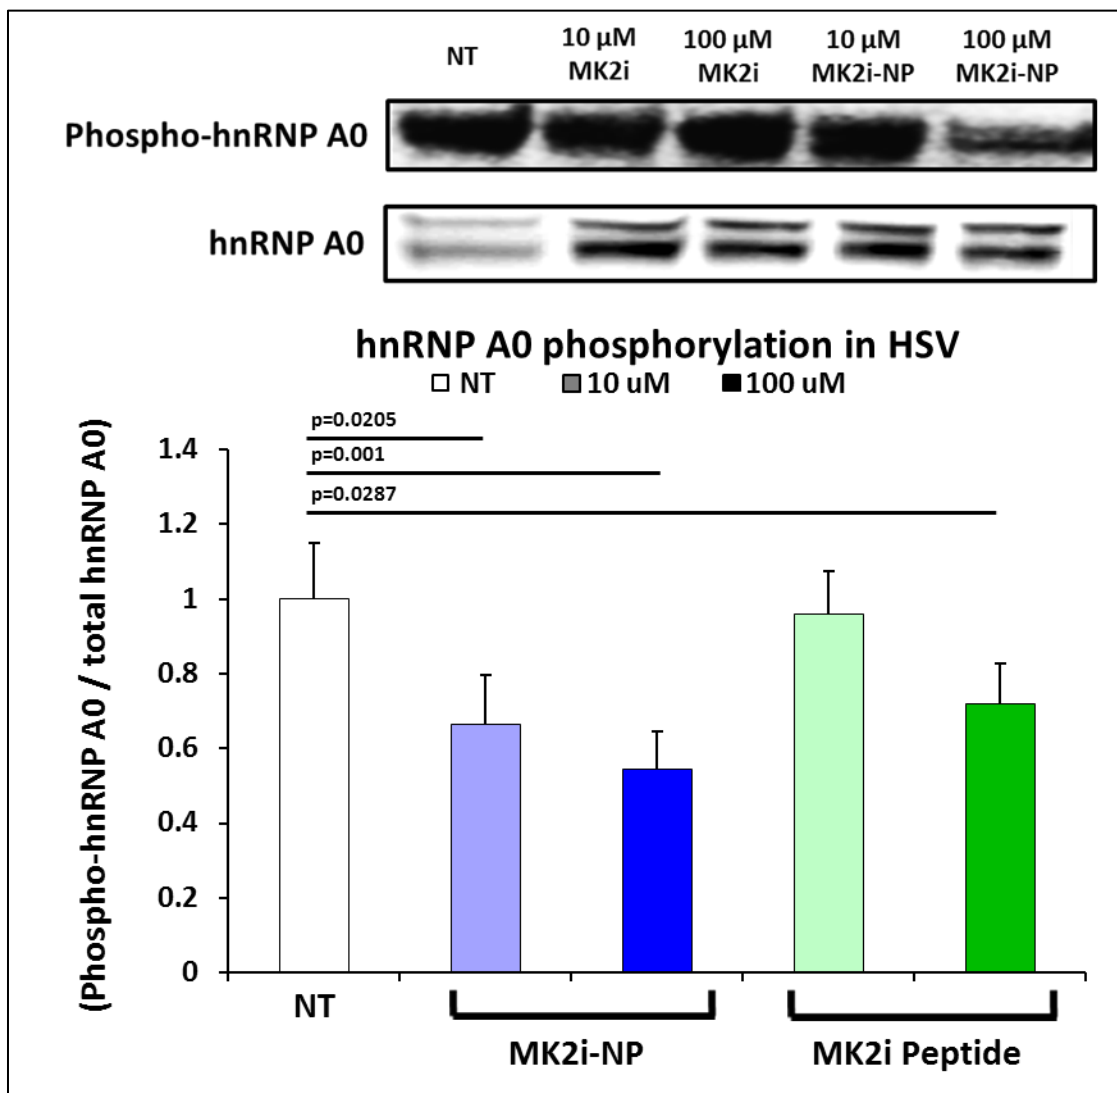 NT
10 µM MK2i
100 µM MK2i
10 µM MK2i-NP
100 µM MK2i-NP
Phospho-hnRNP A0
hnRNP A0
hnRNP A0 phosphorylation in HSV
NT 10 uM 100 uM
p=0.0205
p=0.001
p=0.0287
(Phospho-hnRNP A0 / total hnRNP A0)
1.4
1.2
1
0.8
0.6
0.4
0.2
0
NT
MK2i-NP
MK2i Peptide